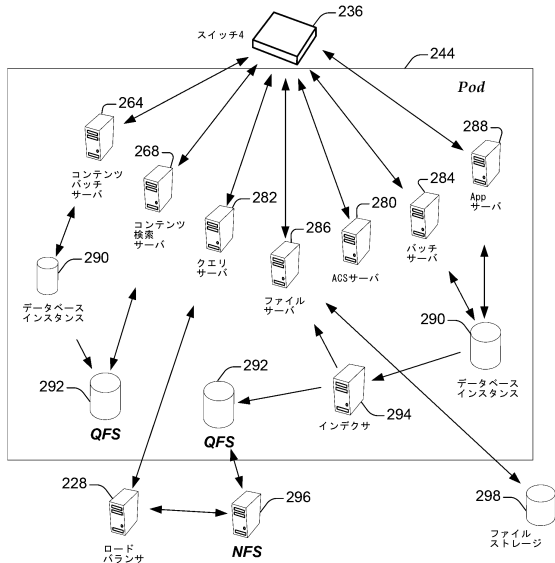 236
スイッチ4
244
Pod
264
コンテンツ
バッチ
サーバ
268
コンテンツ
検索
サーバ
282
クエリ
サーバ
286
ファイル
サーバ
280
ACSサーバ
284
バッチ
サーバ
288
App
サーバ
290
データベース
インスタンス
290
データベース
インスタンス
292
QFS
292
QFS
294
インデクサ
228
ロード
バランサ
296
NFS
298
ファイル
ストレージ